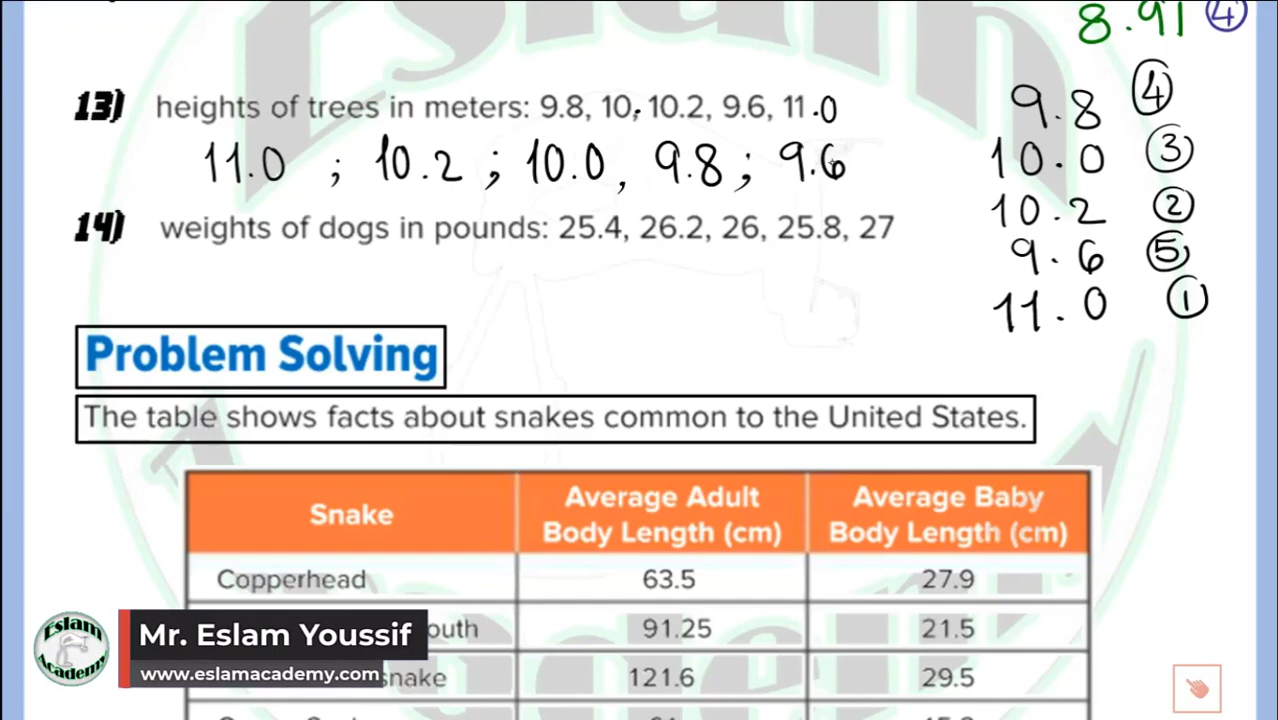 8.91 4
13) heights of trees in meters: 9.8, 10, 10.2, 9.6, 11.0
11.0 ; 10.2 ; 10.0, 9.8 ; 9.6
9.8 4
10.0 3
10.2 2
9.6 5
11.0 1
14) weights of dogs in pounds: 25.4, 26.2, 26, 25.8, 27
Problem Solving
The table shows facts about snakes common to the United States.
Snake Average Adult Body Length (cm) Average Baby Body Length (cm)
Copperhead 63.5 27.9
outh 91.25 21.5
snake 121.6 29.5
Eslam Academy
Mr. Eslam Youssif
www.eslamacademy.com